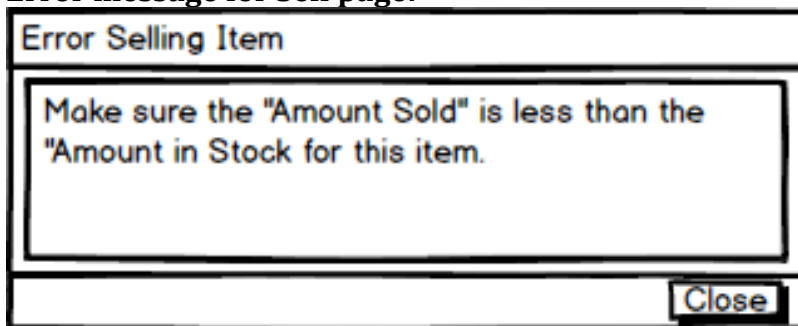 Error message for Sell page:
Error Selling Item
Make sure the "Amount Sold" is less than the
"Amount in Stock for this item.
Close